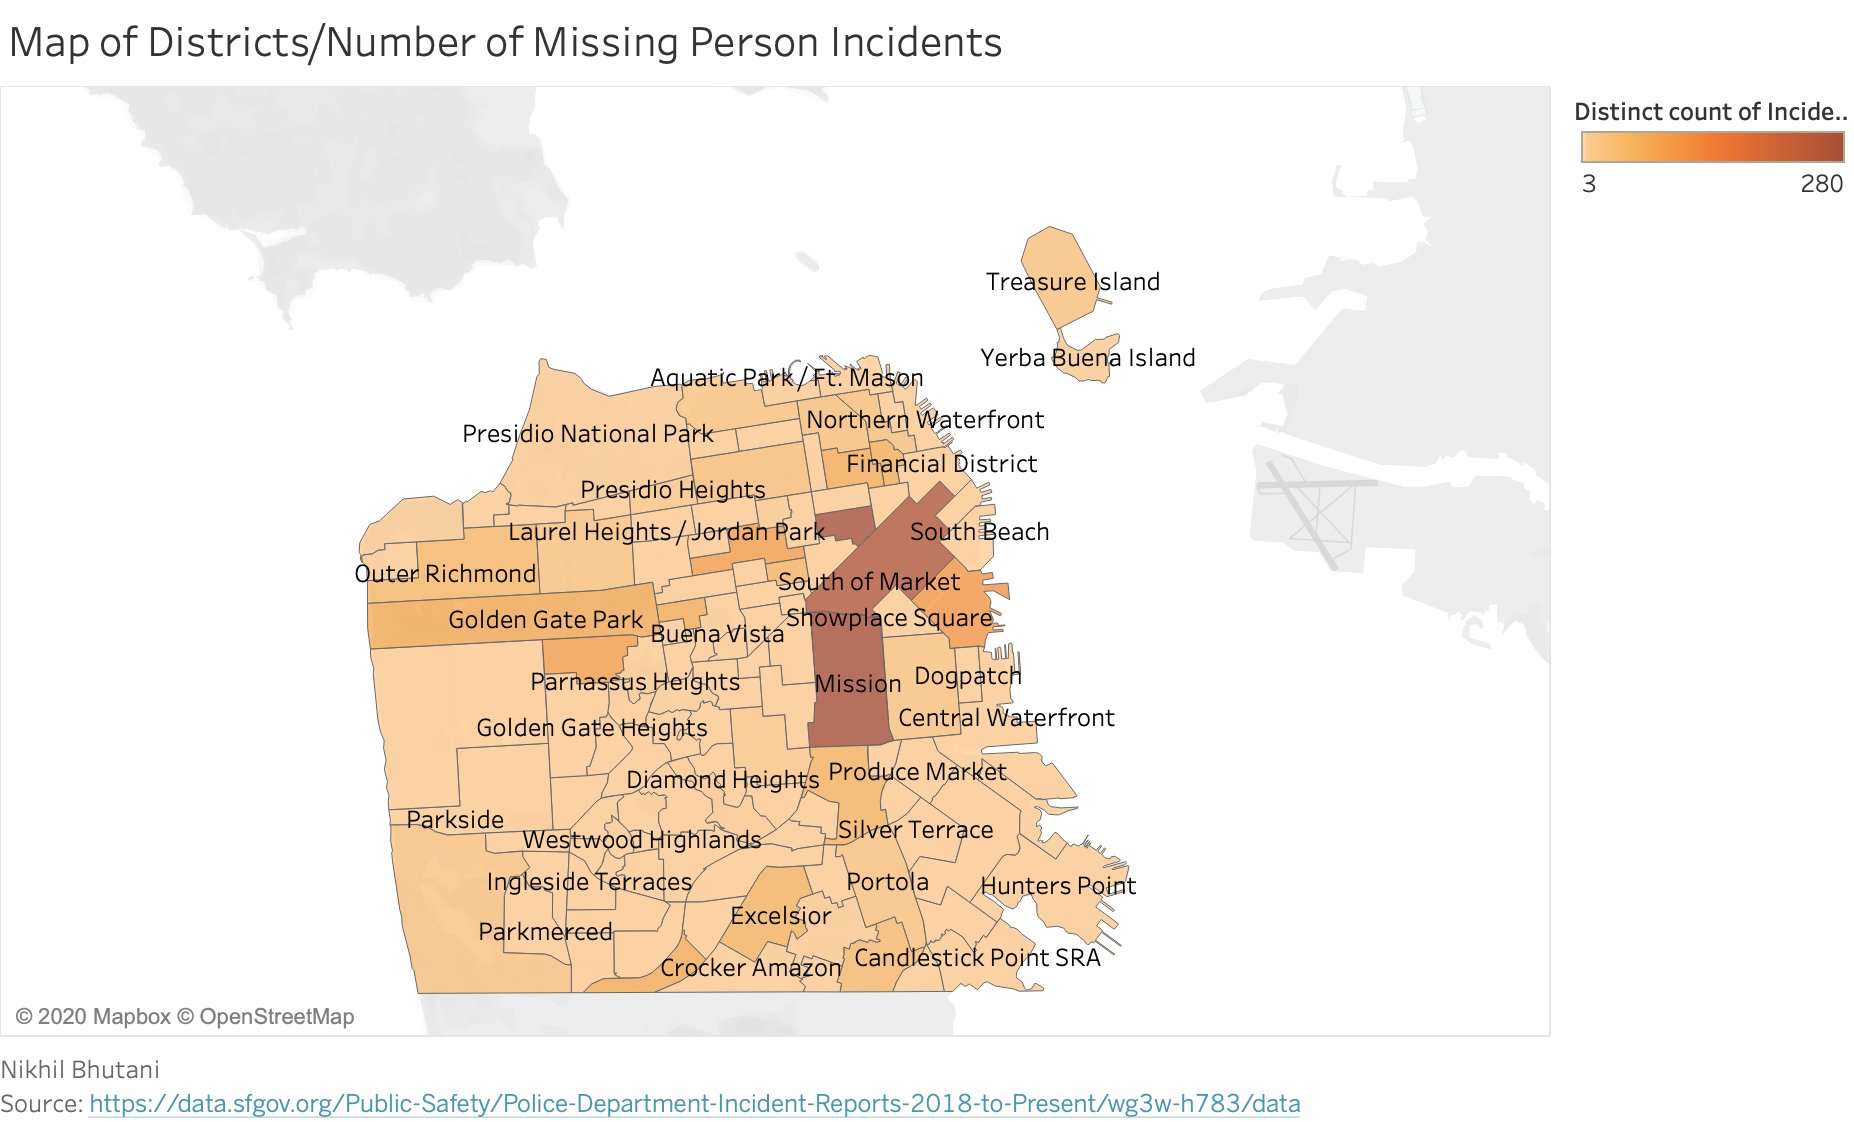 Map of Districts/Number of Missing Person Incidents
Distinct count of Incide..
3 280
Treasure Island
Yerba Buena Island
Aquatic Park / Ft. Mason
Northern Waterfront
Presidio National Park
Financial District
Presidio Heights
Laurel Heights / Jordan Park
South Beach
Outer Richmond
South of Market
Golden Gate Park
Showplace Square
Buena Vista
Parnassus Heights
Mission
Dogpatch
Central Waterfront
Golden Gate Heights
Diamond Heights
Produce Market
Parkside
Silver Terrace
Westwood Highlands
Ingleside Terraces
Portola
Hunters Point
Excelsior
Parkmerced
Crocker Amazon
Candlestick Point SRA
© 2020 Mapbox © OpenStreetMap
Nikhil Bhutani
Source: https://data.sfgov.org/Public-Safety/Police-Department-Incident-Reports-2018-to-Present/wg3w-h783/data